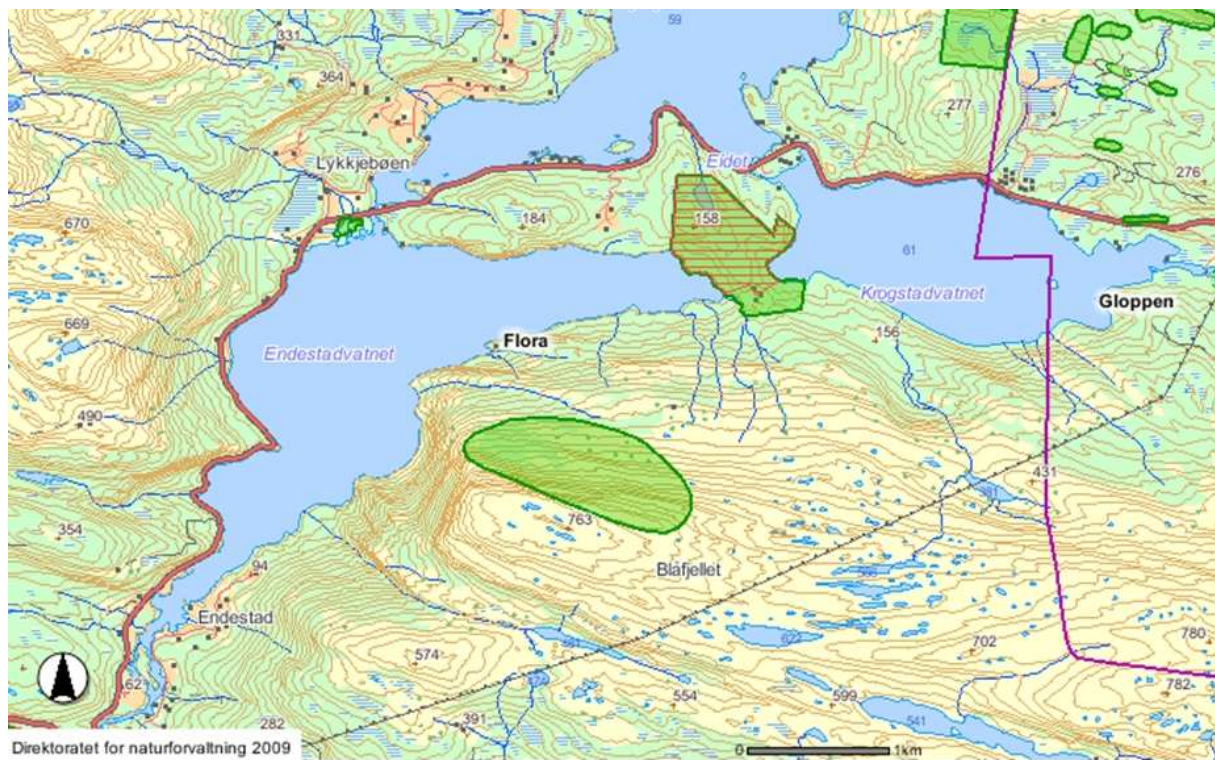 59
331
364
277
Lykkjebøen
Eidet
276
670
184
158
61
Krogstadvatnet
Gloppen
669
Endestadvatnet
Flora
156
490
431
763
354
Blåfjellet
94
Endestad
622
702
780
574
62
554
599
782
282
391
541
Direktoratet for naturforvaltning 2009
0 1km